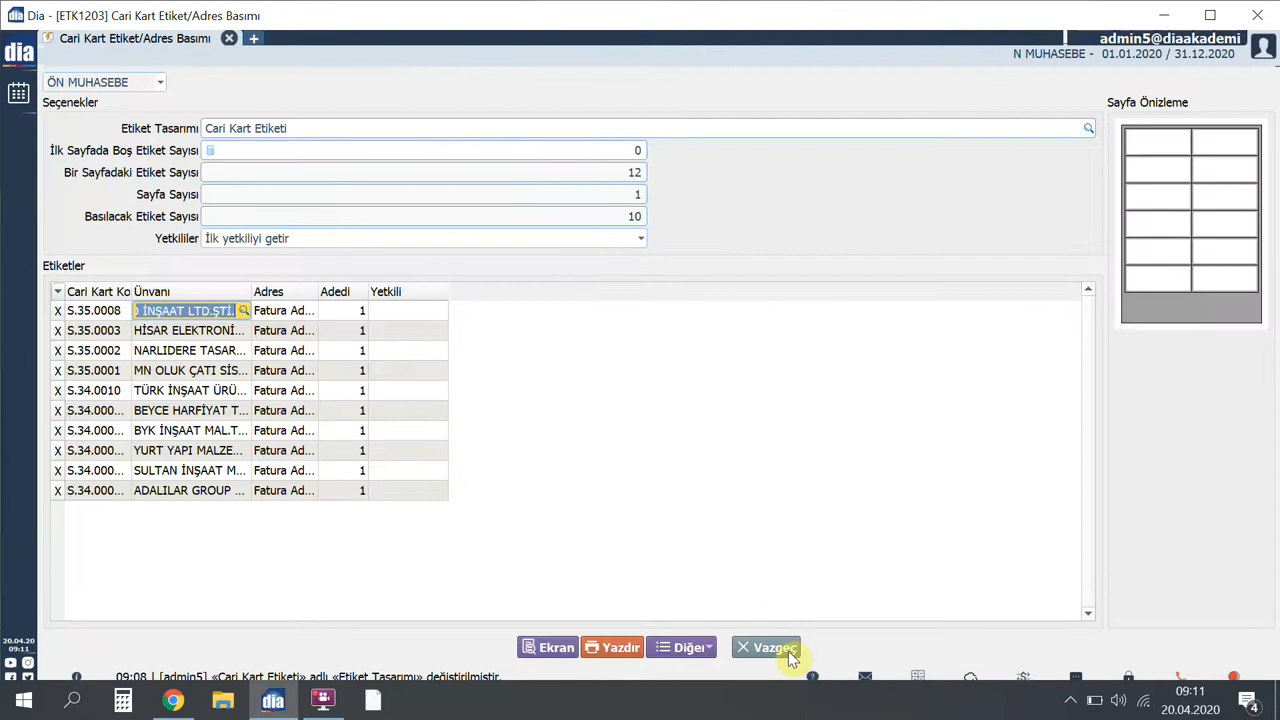 Dia - [ETK1203] Cari Kart Etiket/Adres Basımı
dia
Cari Kart Etiket/Adres Basımı
admin5@diaakademi
N MUHASEBE - 01.01.2020 / 31.12.2020
ÖN MUHASEBE
Seçenekler
Sayfa Önizleme
Etiket Tasarımı Cari Kart Etiketi
İlk Sayfada Boş Etiket Sayısı 0
Bir Sayfadaki Etiket Sayısı 12
Sayfa Sayısı 1
Basılacak Etiket Sayısı 10
Yetkililer İlk yetkiliyi getir
Etiketler
Cari Kart Ko Ünvanı Adres Adedi Yetkili
X S.35.0008 İNŞAAT LTD.ŞTİ. Fatura Ad... 1
X S.35.0003 HİSAR ELEKTRONİ... Fatura Ad... 1
X S.35.0002 NARLIDERE TASAR... Fatura Ad... 1
X S.35.0001 MN OLUK ÇATI SİS... Fatura Ad... 1
X S.34.0010 TÜRK İNŞAAT ÜRÜ... Fatura Ad... 1
X S.34.000... BEYCE HARFİYAT T... Fatura Ad... 1
X S.34.000... BYK İNŞAAT MAL.T... Fatura Ad... 1
X S.34.000... YURT YAPI MALZE... Fatura Ad... 1
X S.34.000... SULTAN İNŞAAT M... Fatura Ad... 1
X S.34.000... ADALILAR GROUP ... Fatura Ad... 1
Ekran Yazdır Diğer Vazgeç
20.04.20
09:11
09:08 | [admin5] «Cari Kart Etiketi» adlı «Etiket Tasarımı» değiştirilmiştir.
dia
09:11
20.04.2020
4